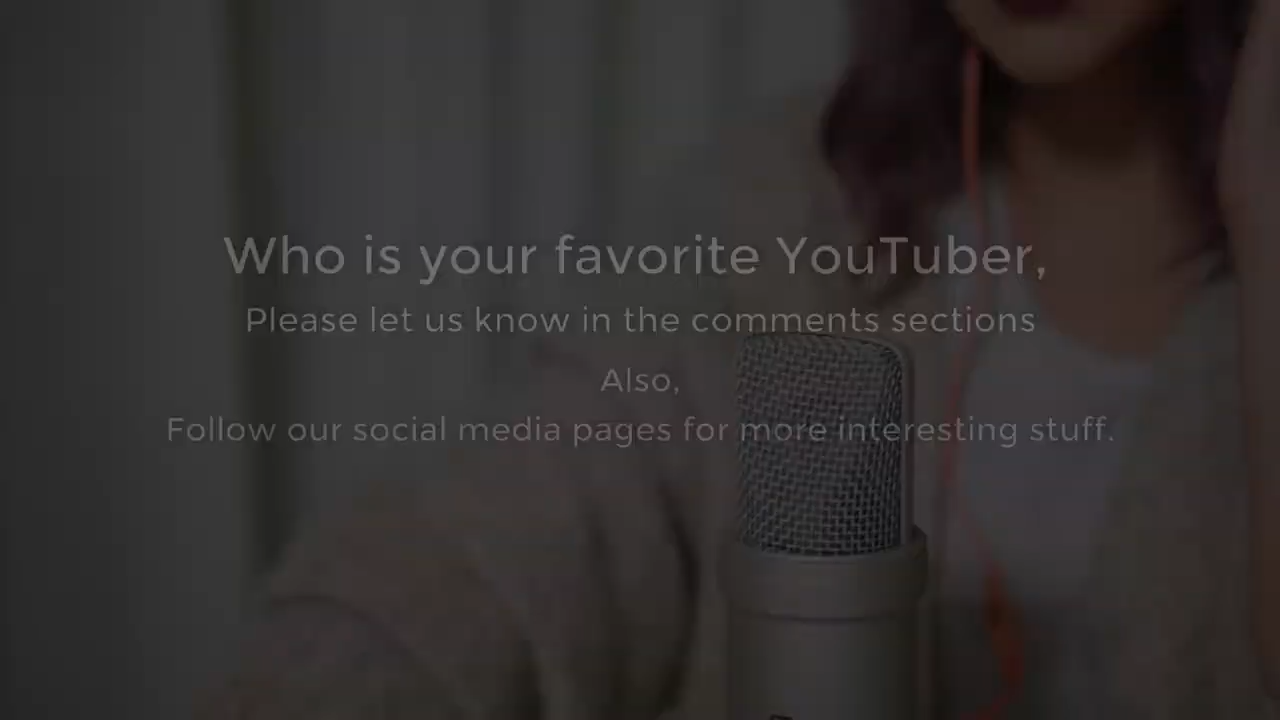 Who is your favorite YouTuber,
Please let us know in the comments sections
Also,
Follow our social media pages for more interesting stuff.